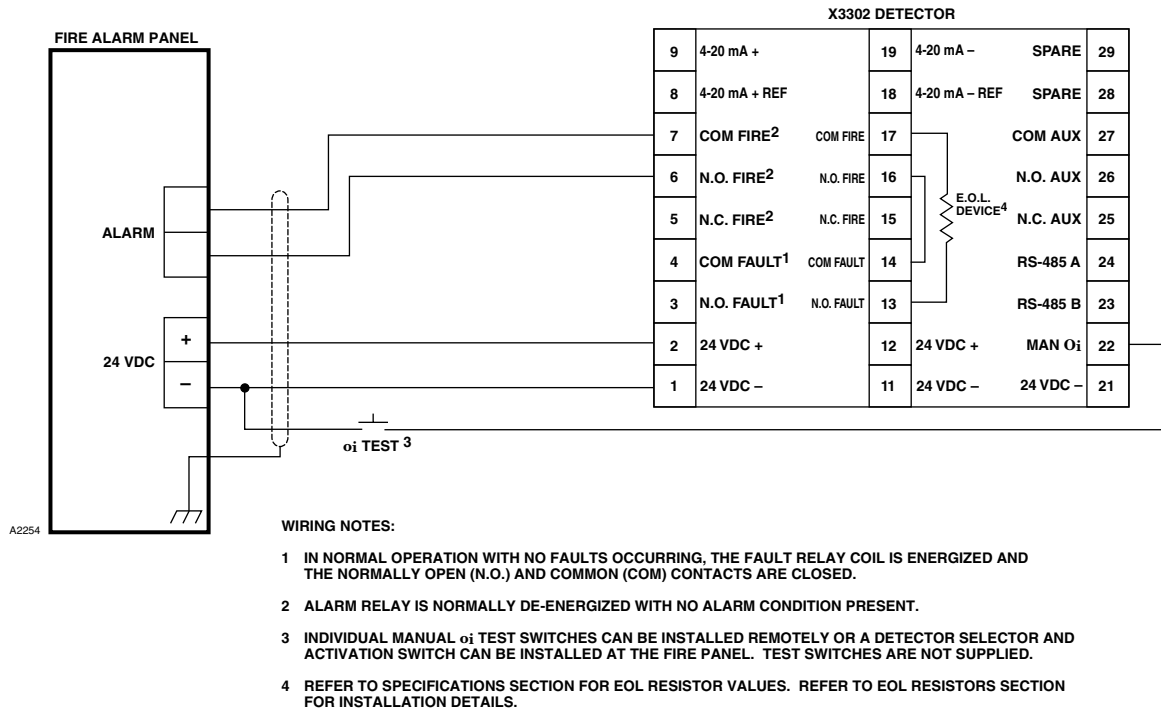 X3302 DETECTOR
FIRE ALARM PANEL
9 4-20 mA + 19 4-20 mA – SPARE 29
8 4-20 mA + REF 18 4-20 mA – REF SPARE 28
7 COM FIRE2 COM FIRE 17 COM AUX 27
6 N.O. FIRE2 N.O. FIRE 16 N.O. AUX 26
E.O.L.
DEVICE4
5 N.C. FIRE2 N.C. FIRE 15 N.C. AUX 25
ALARM
4 COM FAULT1 COM FAULT 14 RS-485 A 24
3 N.O. FAULT1 N.O. FAULT 13 RS-485 B 23
+
2 24 VDC + 12 24 VDC + MAN Oi 22
24 VDC
–
1 24 VDC – 11 24 VDC – 24 VDC – 21
oi TEST 3
A2254
WIRING NOTES:
1 IN NORMAL OPERATION WITH NO FAULTS OCCURRING, THE FAULT RELAY COIL IS ENERGIZED AND
THE NORMALLY OPEN (N.O.) AND COMMON (COM) CONTACTS ARE CLOSED.
2 ALARM RELAY IS NORMALLY DE-ENERGIZED WITH NO ALARM CONDITION PRESENT.
3 INDIVIDUAL MANUAL oi TEST SWITCHES CAN BE INSTALLED REMOTELY OR A DETECTOR SELECTOR AND
ACTIVATION SWITCH CAN BE INSTALLED AT THE FIRE PANEL. TEST SWITCHES ARE NOT SUPPLIED.
4 REFER TO SPECIFICATIONS SECTION FOR EOL RESISTOR VALUES. REFER TO EOL RESISTORS SECTION
FOR INSTALLATION DETAILS.